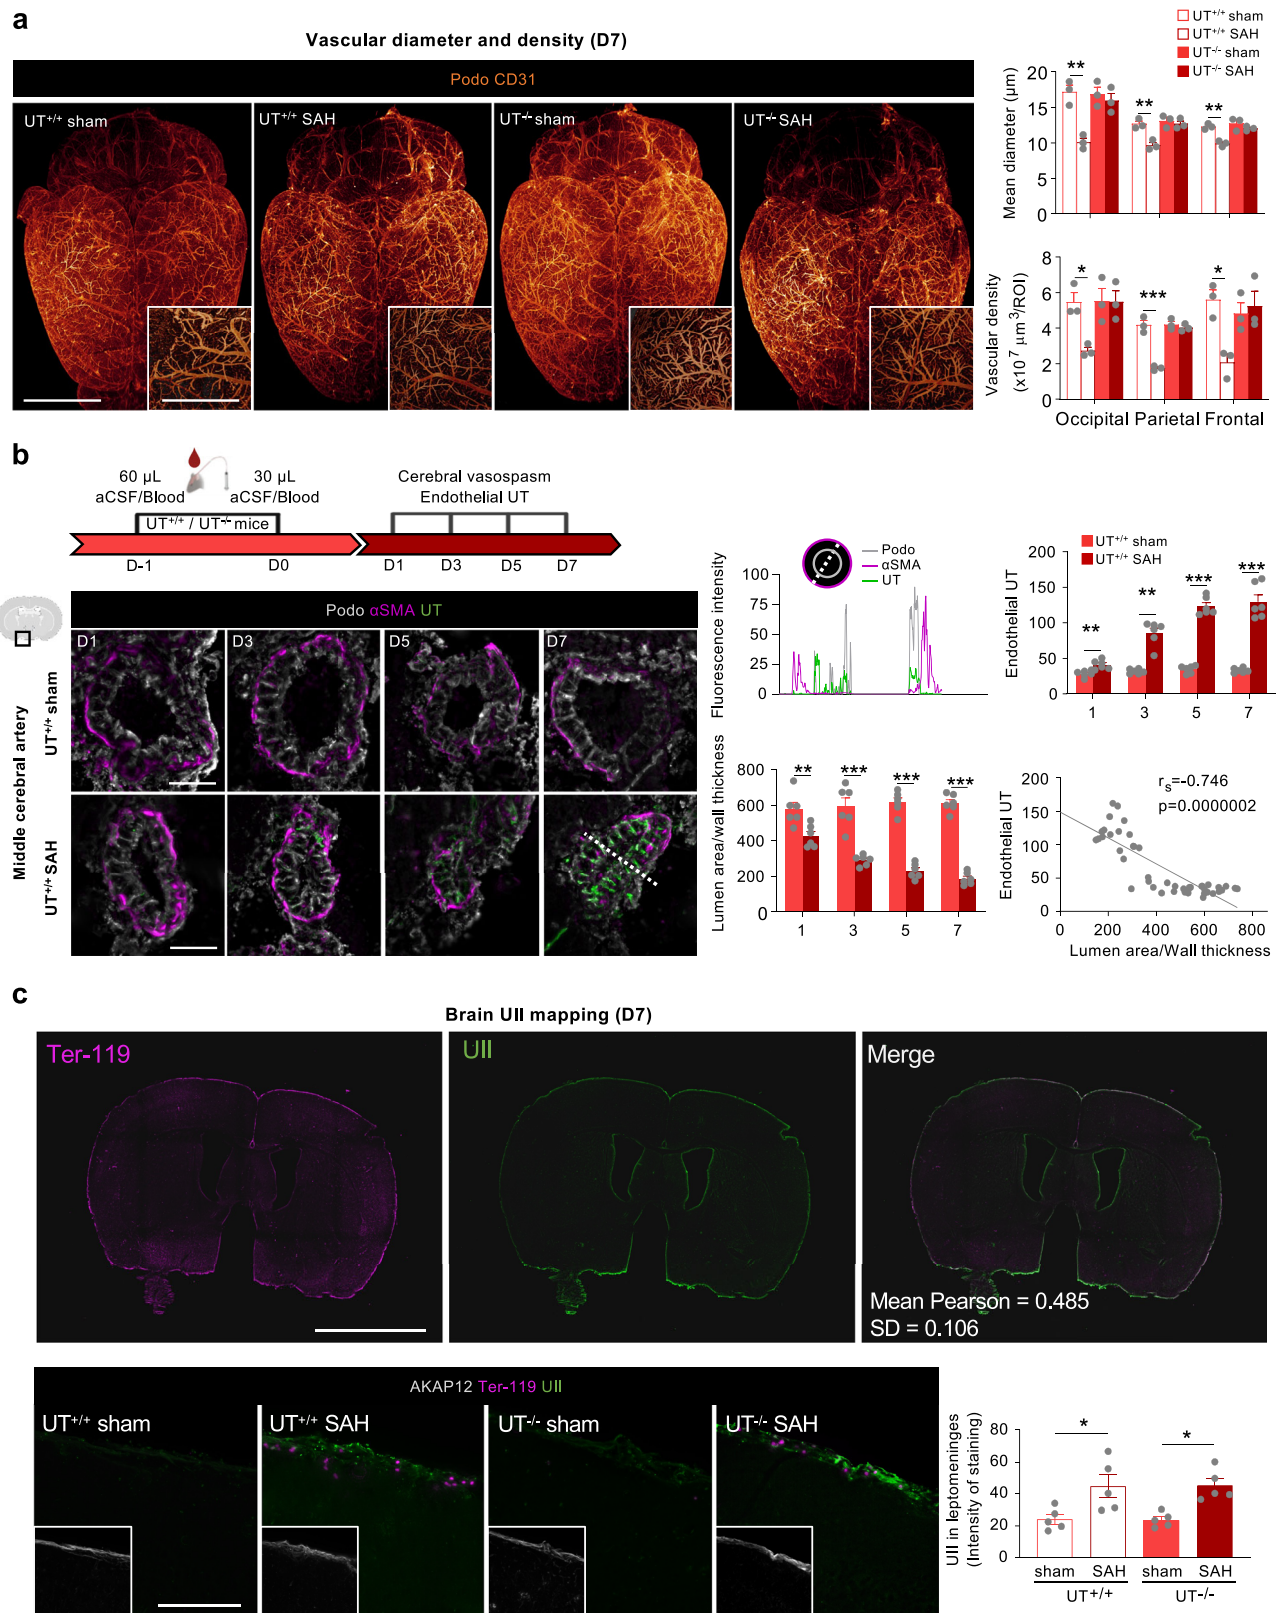 a
Vascular diameter and density (D7)
Podo CD31
UT+/+ sham
UT+/+ SAH
UT-/- sham
UT-/- SAH
UT+/+ sham
UT+/+ SAH
UT-/- sham
UT-/- SAH
Mean diameter (µm)
20
15
10
5
0
**
**
**
Vascular density
(x10⁷ µm³/ROI)
8
6
4
2
0
*
***
*
Occipital Parietal Frontal
b
60 µL
aCSF/Blood
30 µL
aCSF/Blood
UT+/+ / UT-/- mice
D-1
D0
Cerebral vasospasm
Endothelial UT
D1
D3
D5
D7
Podo αSMA UT
Middle cerebral artery
UT+/+ sham
UT+/+ SAH
D1
D3
D5
D7
Fluorescence intensity
100
75
50
25
0
Podo
αSMA
UT
UT+/+ sham
UT+/+ SAH
Endothelial UT
200
150
100
50
0
**
**
***
***
1 3 5 7
Lumen area/wall thickness
800
600
400
200
0
**
***
***
***
1 3 5 7
Endothelial UT
200
150
100
50
0
rs=-0.746
p=0.0000002
0 200 400 600 800
Lumen area/Wall thickness
c
Brain UII mapping (D7)
Ter-119
UII
Merge
Mean Pearson = 0.485
SD = 0.106
AKAP12 Ter-119 UII
UT+/+ sham
UT+/+ SAH
UT-/- sham
UT-/- SAH
UII in leptomeninges
(Intensity of staining)
80
60
40
20
0
*
*
sham SAH sham SAH
UT+/+ UT-/-